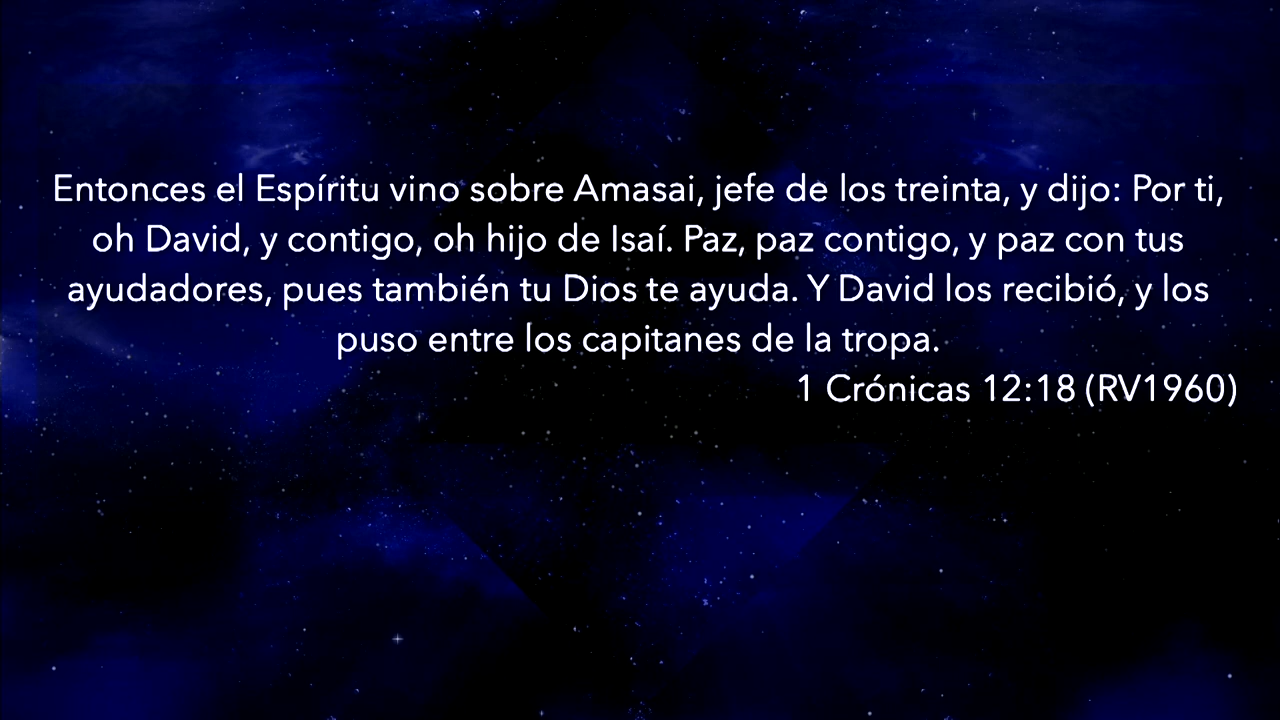 Entonces el Espíritu vino sobre Amasai, jefe de los treinta, y dijo: Por ti,
oh David, y contigo, oh hijo de Isaí. Paz, paz contigo, y paz con tus
ayudadores, pues también tu Dios te ayuda. Y David los recibió, y los
puso entre los capitanes de la tropa.
1 Crónicas 12:18 (RV1960)